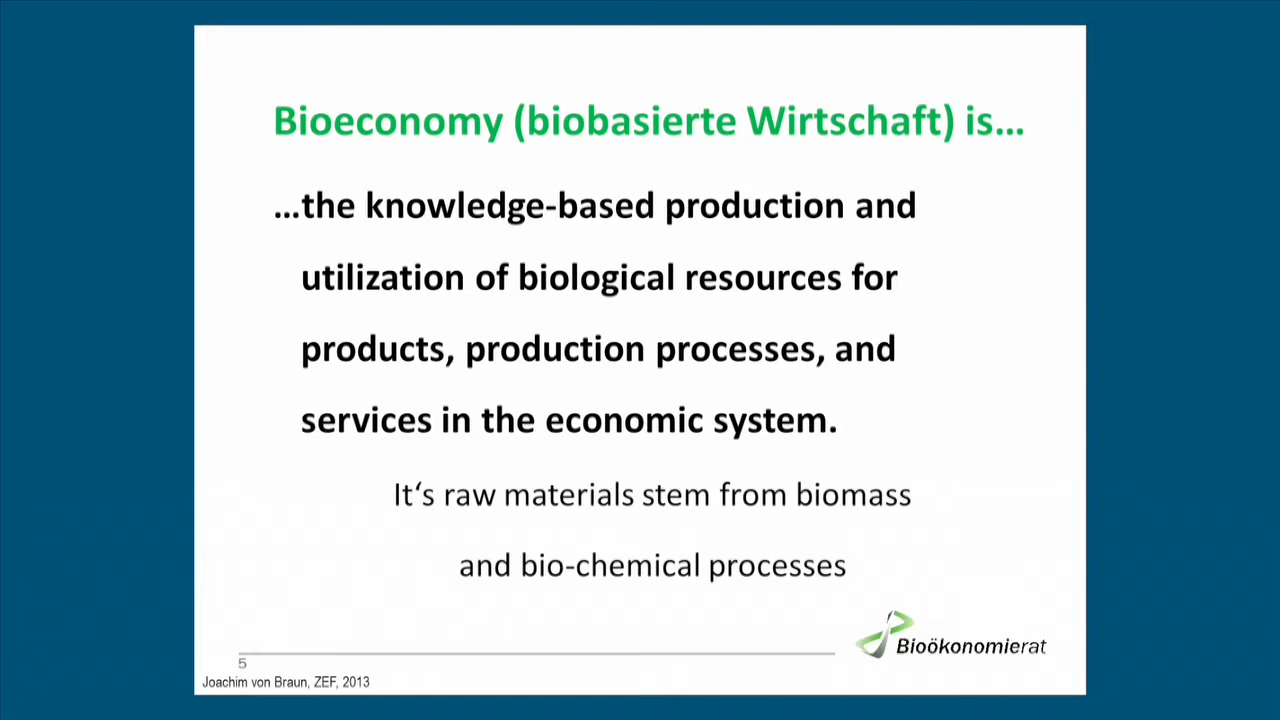 Bioeconomy (biobasierte Wirtschaft) is...
...the knowledge-based production and
utilization of biological resources for
products, production processes, and
services in the economic system.
It‘s raw materials stem from biomass
and bio-chemical processes
Bioökonomierat
5
Joachim von Braun, ZEF, 2013